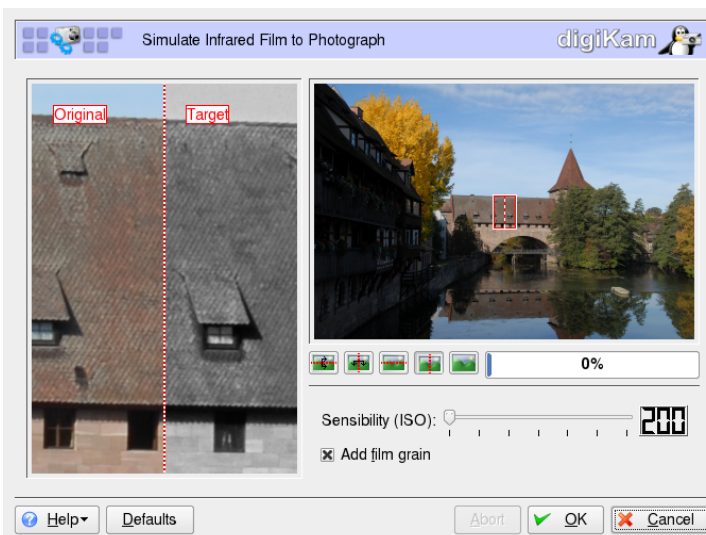 Simulate Infrared Film to Photograph
digiKam
Original
Target
0%
Sensibility (ISO):
200
Add film grain
Help
Defaults
Abort
OK
Cancel